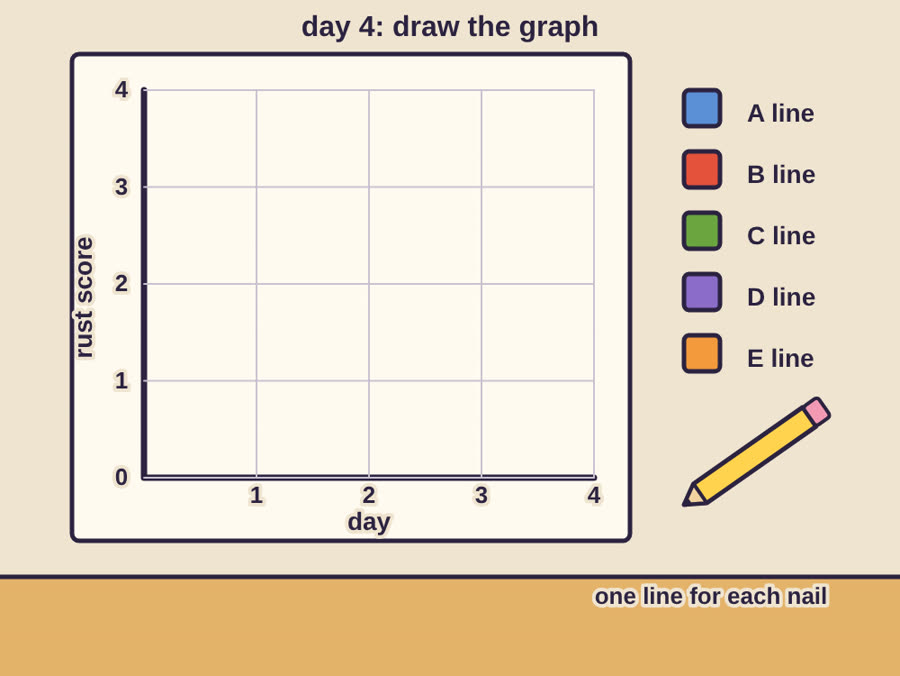 day 4: draw the graph
4
3
2
1
0
rust score
1 2 3 4
day
A line
B line
C line
D line
E line
one line for each nail